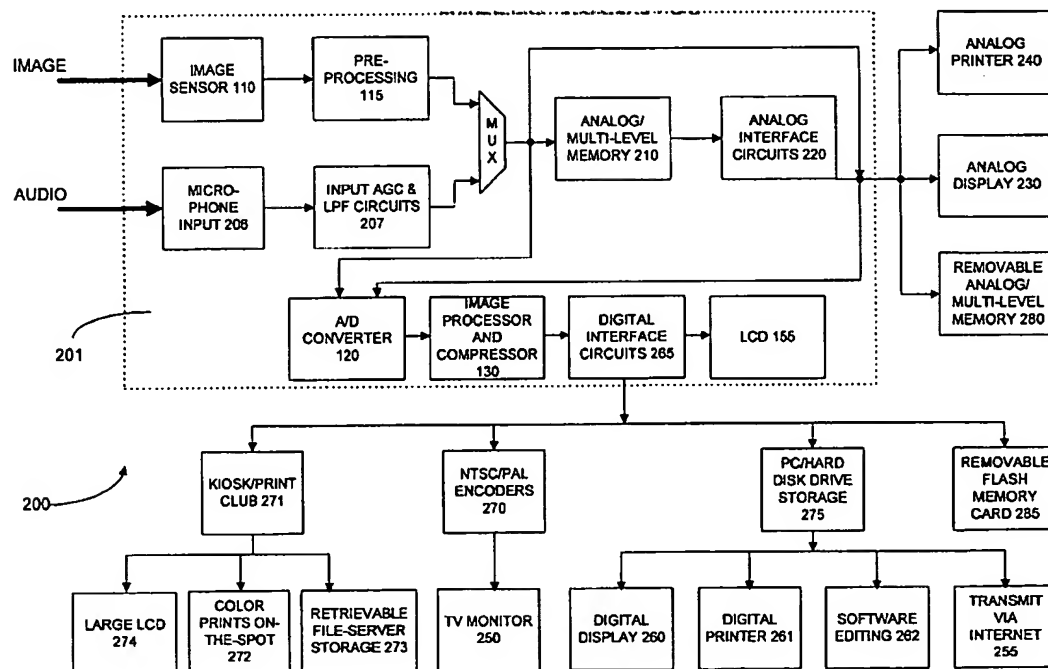 IMAGE
IMAGE
SENSOR 110
PRE-
PROCESSING
115
MUX
ANALOG/
MULTI-LEVEL
MEMORY 210
ANALOG
INTERFACE
CIRCUITS 220
ANALOG
PRINTER 240
AUDIO
MICRO-
PHONE
INPUT 206
INPUT AGC &
LPF CIRCUITS
207
ANALOG
DISPLAY 230
REMOVABLE
ANALOG/
MULTI-LEVEL
MEMORY 280
201
A/D
CONVERTER
120
IMAGE
PROCESSOR
AND
COMPRESSOR
130
DIGITAL
INTERFACE
CIRCUITS 265
LCD 155
200
KIOSK/PRINT
CLUB 271
NTSC/PAL
ENCODERS
270
PC/HARD
DISK DRIVE
STORAGE
275
REMOVABLE
FLASH
MEMORY
CARD 285
LARGE LCD
274
COLOR
PRINTS ON-
THE-SPOT
272
RETRIEVABLE
FILE-SERVER
STORAGE 273
TV MONITOR
250
DIGITAL
DISPLAY 260
DIGITAL
PRINTER 261
SOFTWARE
EDITING 262
TRANSMIT
VIA
INTERNET
255